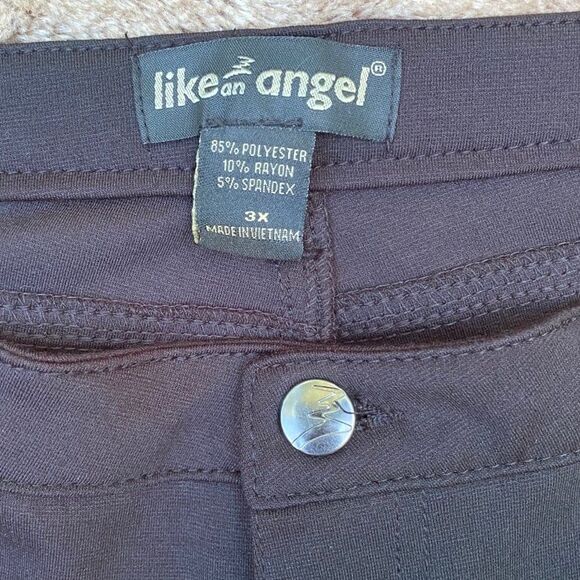 like an angel®
85% POLYESTER
10% RAYON
5% SPANDEX
3X
MADE IN VIETNAM